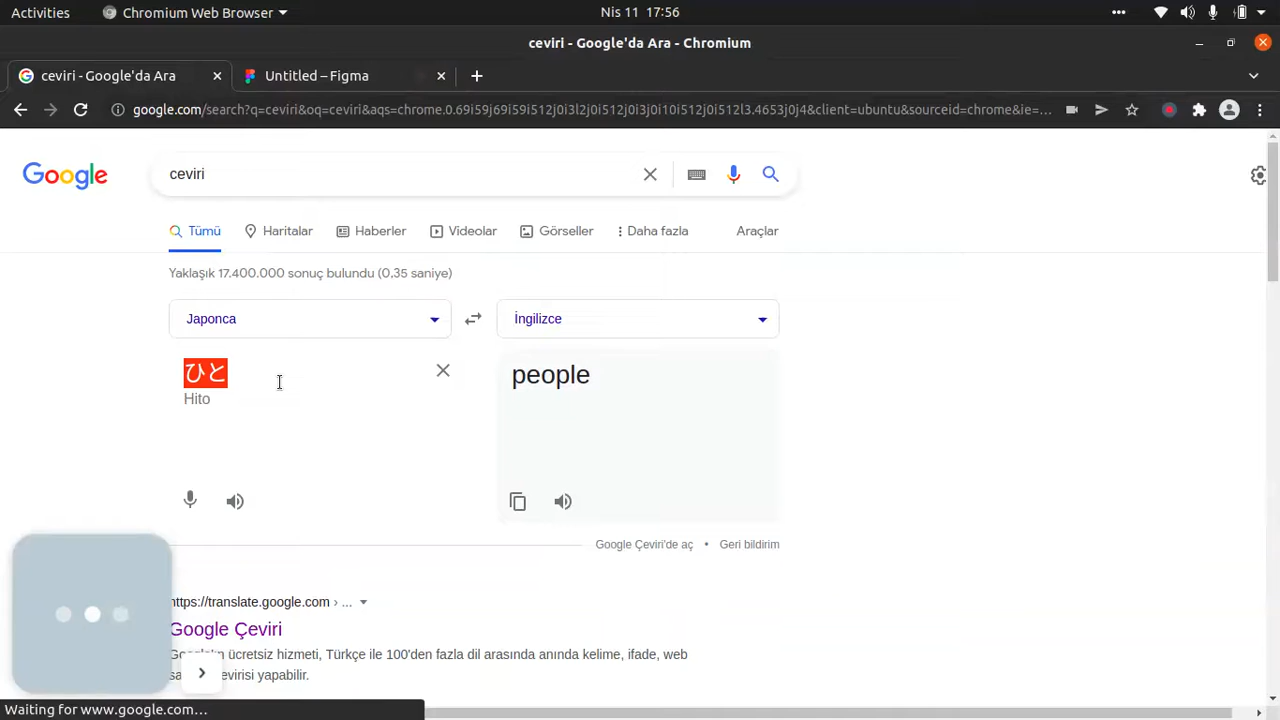 Activities
Chromium Web Browser
Nis 11 17:56
ceviri - Google'da Ara - Chromium
ceviri - Google'da Ara
Untitled – Figma
google.com/search?q=ceviri&oq=ceviri&aqs=chrome.0.69i59j69i59i512j0i3l2j0i512j0i3j0i10i512j0i512l3.4653j0j4&client=ubuntu&sourceid=chrome&ie=…
Google
ceviri
Tümü
Haritalar
Haberler
Videolar
Görseller
Daha fazla
Araçlar
Yaklaşık 17.400.000 sonuç bulundu (0,35 saniye)
Japonca
İngilizce
ひと
Hito
people
Google Çeviri'de aç • Geri bildirim
https://translate.google.com › ...
Google Çeviri
ücretsiz hizmeti, Türkçe ile 100'den fazla dil arasında anında kelime, ifade, web
yapabilir.
Waiting for www.google.com…